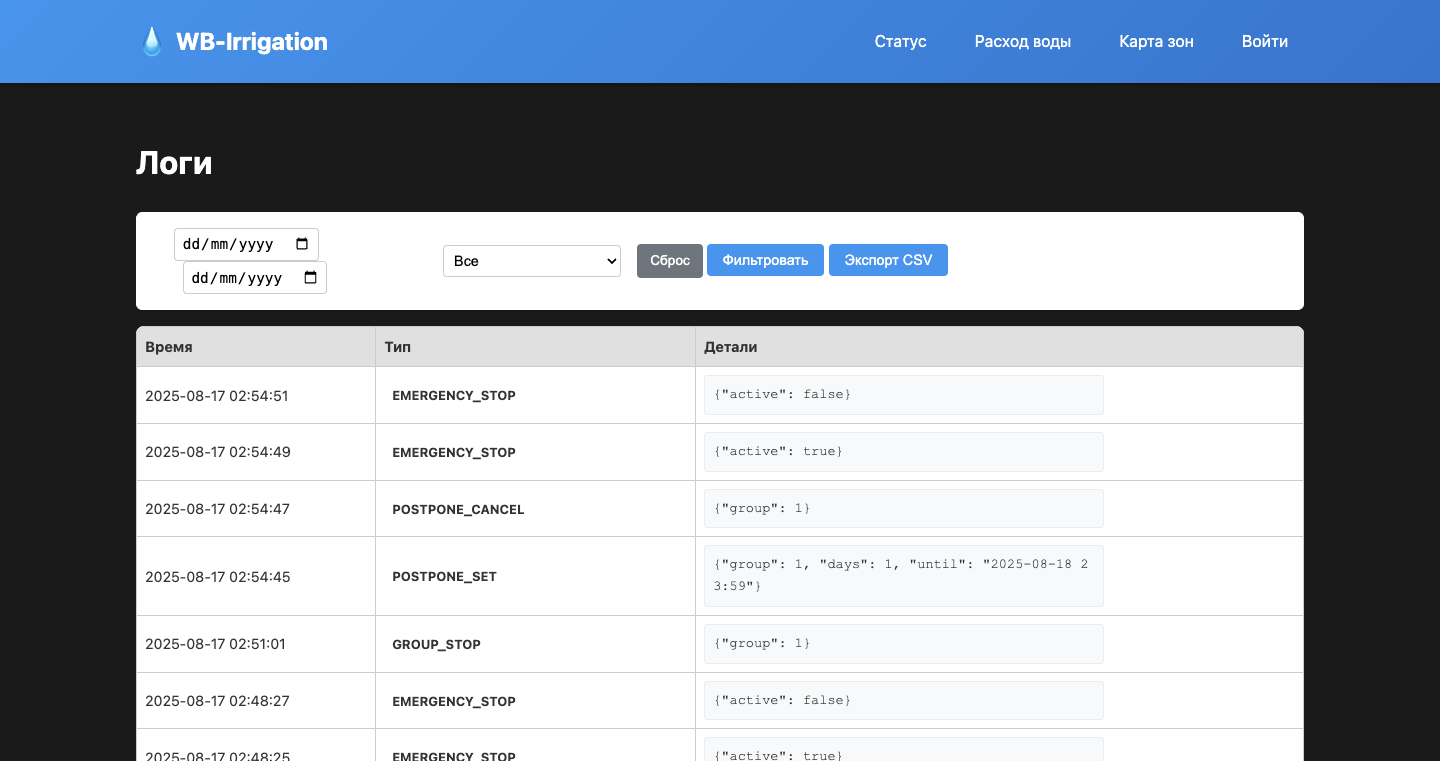 WB-Irrigation
Статус Расход воды Карта зон Войти
Логи
dd/mm/yyyy
dd/mm/yyyy
Все
Сброс Фильтровать Экспорт CSV
Время Тип Детали
2025-08-17 02:54:51 EMERGENCY_STOP {"active": false}
2025-08-17 02:54:49 EMERGENCY_STOP {"active": true}
2025-08-17 02:54:47 POSTPONE_CANCEL {"group": 1}
2025-08-17 02:54:45 POSTPONE_SET {"group": 1, "days": 1, "until": "2025-08-18 2
3:59"}
2025-08-17 02:51:01 GROUP_STOP {"group": 1}
2025-08-17 02:48:27 EMERGENCY_STOP {"active": false}
2025-08-17 02:48:25 EMERGENCY_STOP {"active": true}